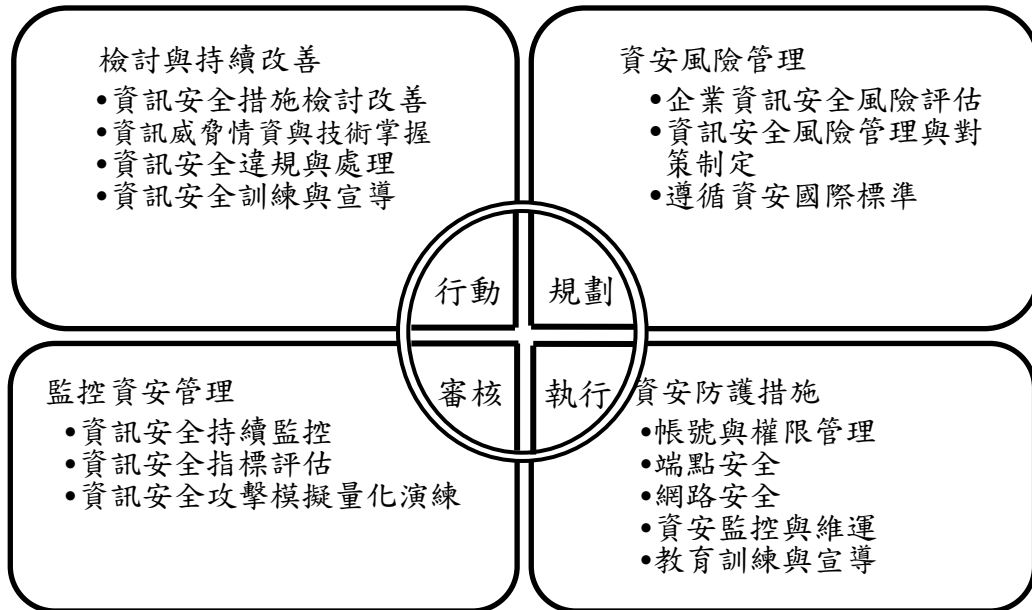 檢討與持續改善
•資訊安全措施檢討改善
•資訊威脅情資與技術掌握
•資訊安全違規與處理
•資訊安全訓練與宣導
資安風險管理
•企業資訊安全風險評估
•資訊安全風險管理與對
策制定
•遵循資安國際標準
行動
規劃
審核
執行
監控資安管理
•資訊安全持續監控
•資訊安全指標評估
•資訊安全攻擊模擬量化演練
資安防護措施
•帳號與權限管理
•端點安全
•網路安全
•資安監控與維運
•教育訓練與宣導